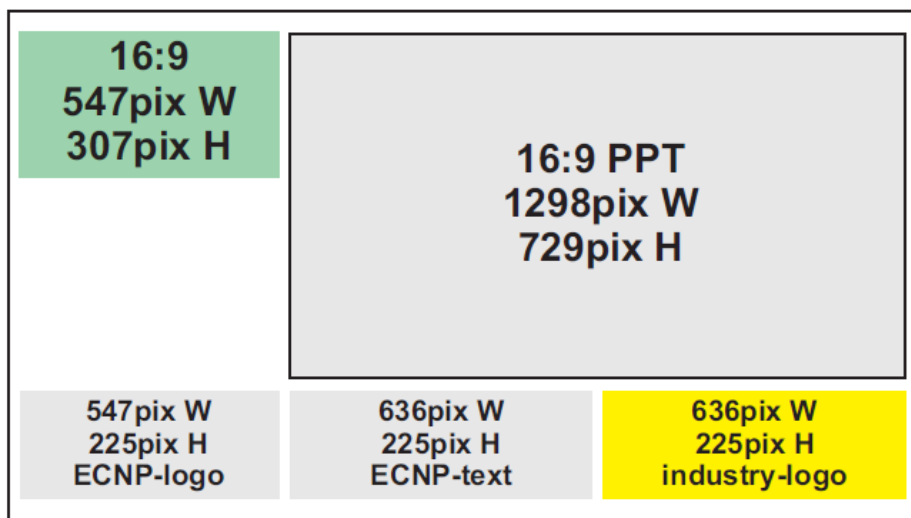 16:9
547pix W
307pix H
16:9 PPT
1298pix W
729pix H
547pix W
225pix H
ECNP-logo
636pix W
225pix H
ECNP-text
636pix W
225pix H
industry-logo